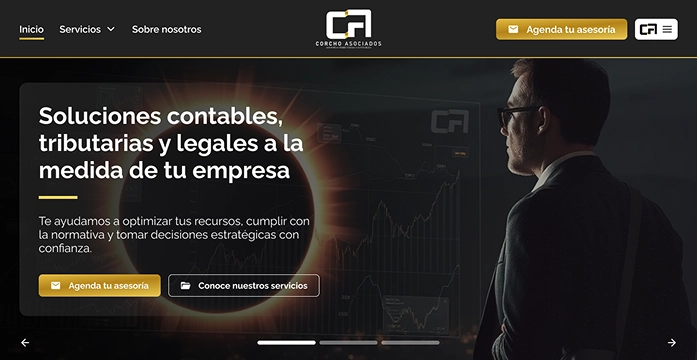 Inicio
Servicios
Sobre nosotros
CA
CORCHO ASOCIADOS
Agenda tu asesoría
CA
Soluciones contables,
tributarias y legales a la
medida de tu empresa
CA
Te ayudamos a optimizar tus recursos, cumplir con
la normativa y tomar decisiones estratégicas con
confianza.
Agenda tu asesoría
Conoce nuestros servicios